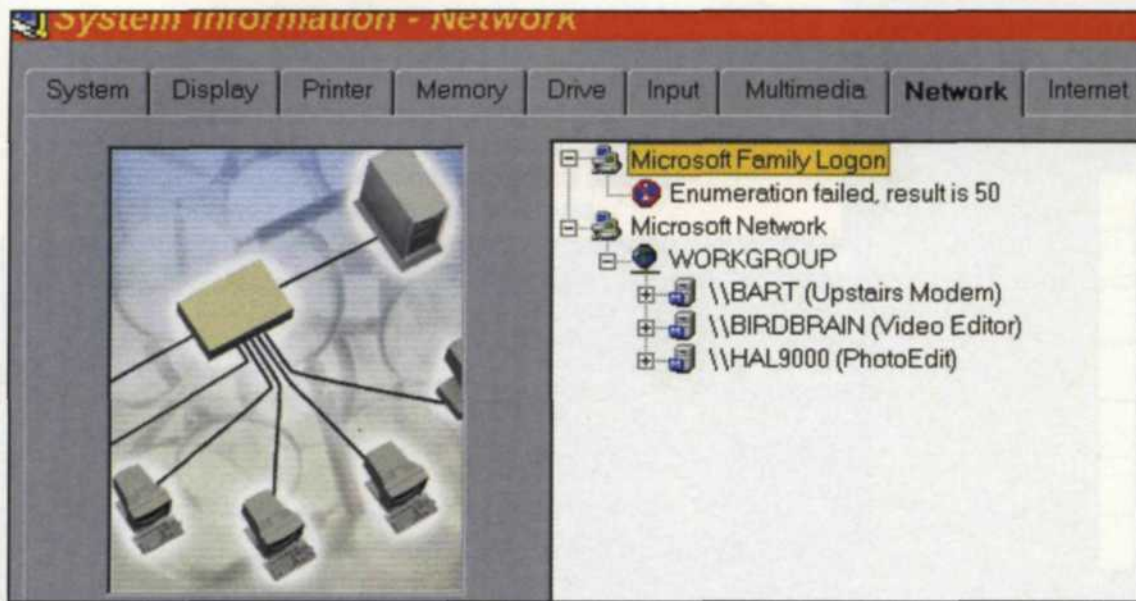 System Information - Network
System Display Printer Memory Drive Input Multimedia Network Internet
Microsoft Family Logon
Enumeration failed, result is 50
Microsoft Network
WORKGROUP
\\BART (Upstairs Modem)
\\BIRDBRAIN (Video Editor)
\\HAL9000 (PhotoEdit)